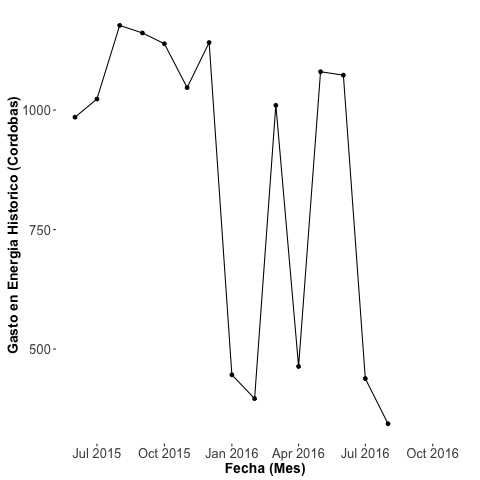 Gasto en Energia Historico (Cordobas)
1000
750
500
Jul 2015 Oct 2015 Jan 2016 Apr 2016 Jul 2016 Oct 2016
Fecha (Mes)